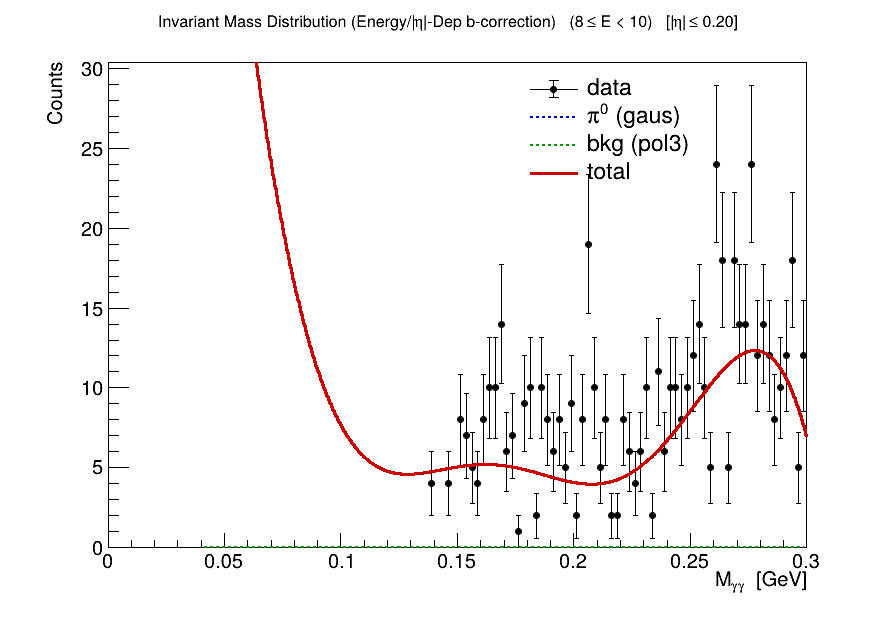 Invariant Mass Distribution (Energy/|η|-Dep b-correction) (8 ≤ E < 10) [|η| ≤ 0.20]
Counts
30
25
20
15
10
5
0
data
π⁰ (gaus)
bkg (pol3)
total
0 0.05 0.1 0.15 0.2 0.25 0.3
Mγγ [GeV]